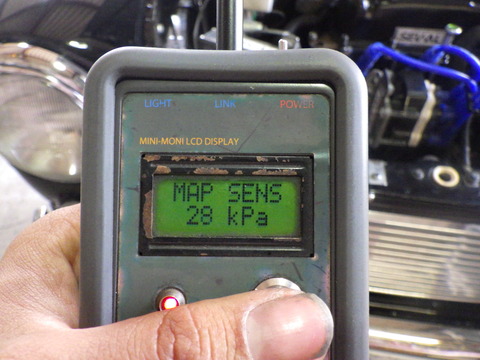 LIGHT LINK POWER
MINI-MONI LCD DISPLAY
MAP SENS
28 kPa